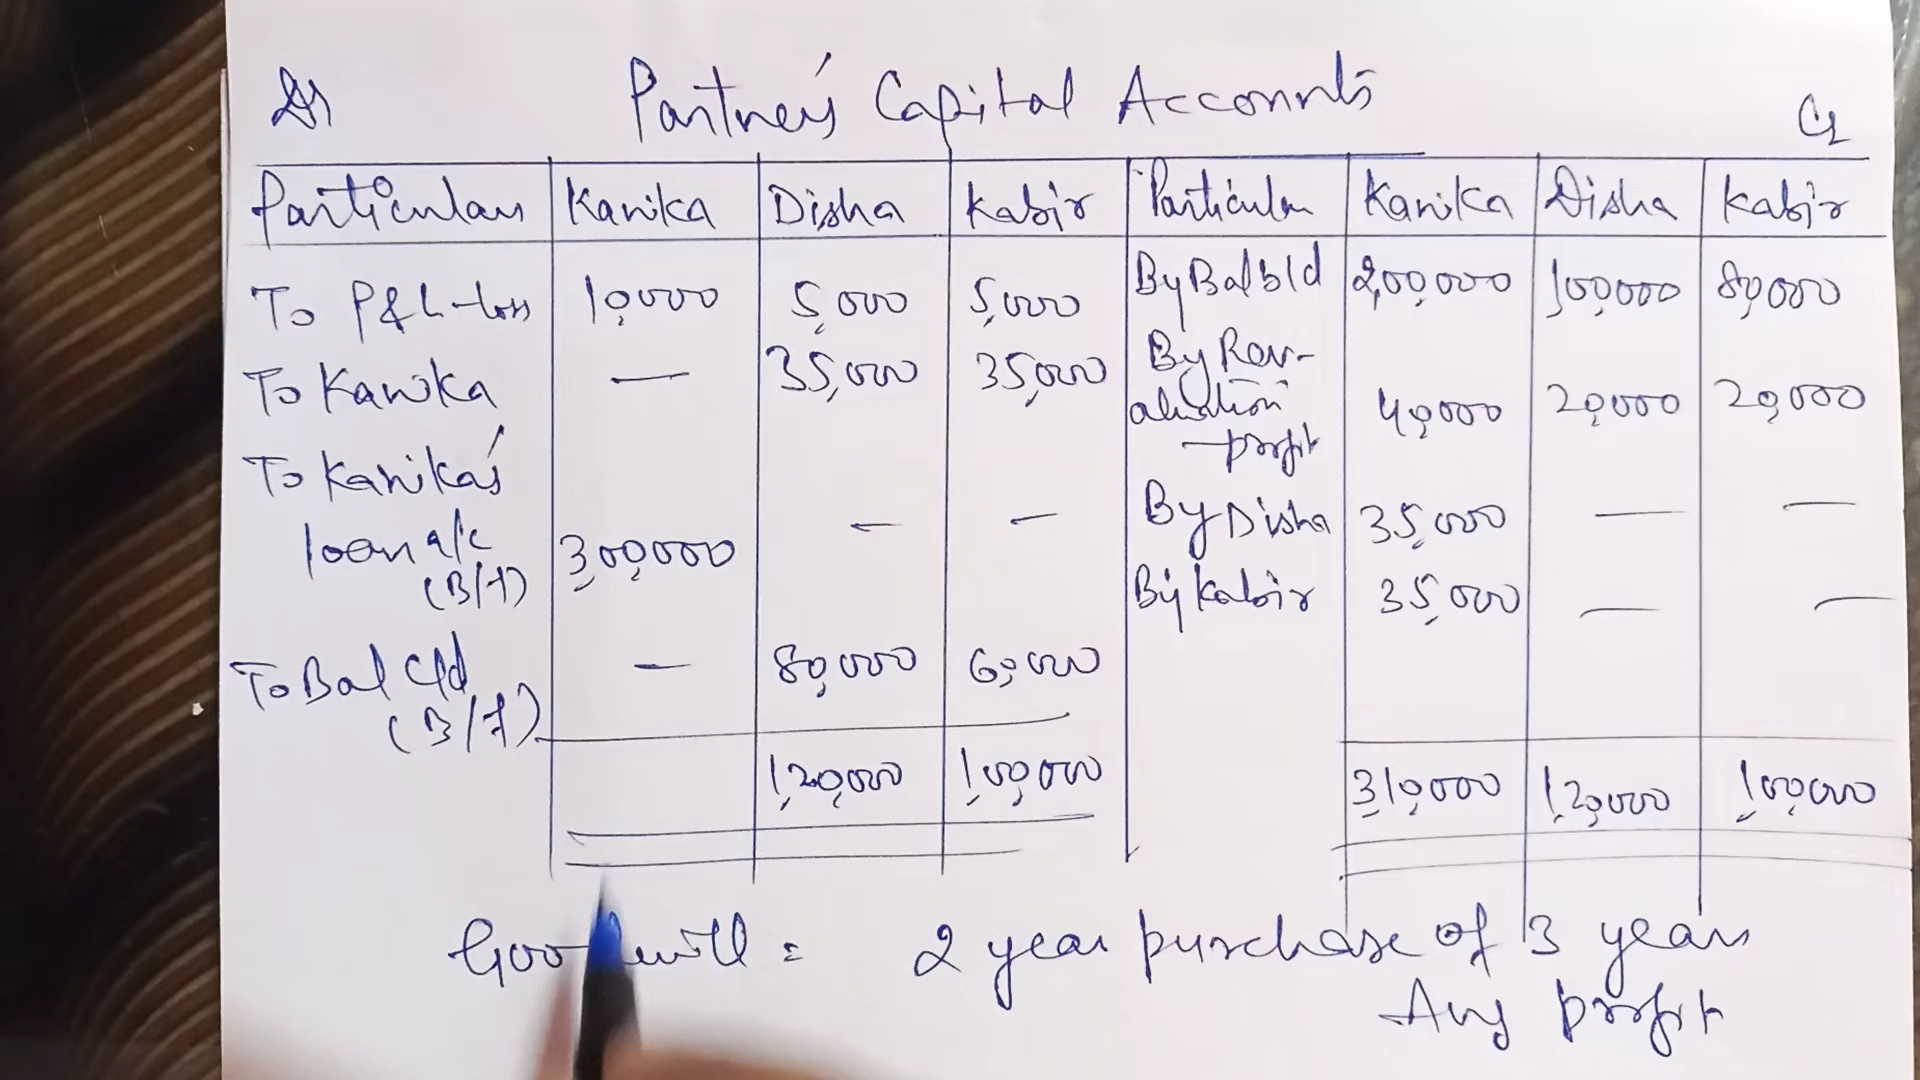 Dr Partner's Capital Accounts Cr
Particulars Kanika Disha Kabir Particulars Kanika Disha Kabir
To P&L-loss 10,000 5,000 5,000 By Bal b/d 2,00,000 1,00,000 80,000
To Kanika — 35,000 35,000 By Rev-
aluation 40,000 20,000 20,000
-profit
To Kanika's
loan a/c 3,00,000 — — By Disha 35,000 — —
(B/f) By Kabir 35,000 — —
To Bal C/d — 80,000 60,000
(B/f)
1,20,000 1,00,000 3,10,000 1,20,000 1,00,000
= 2 year purchase of 3 years
Avg profit